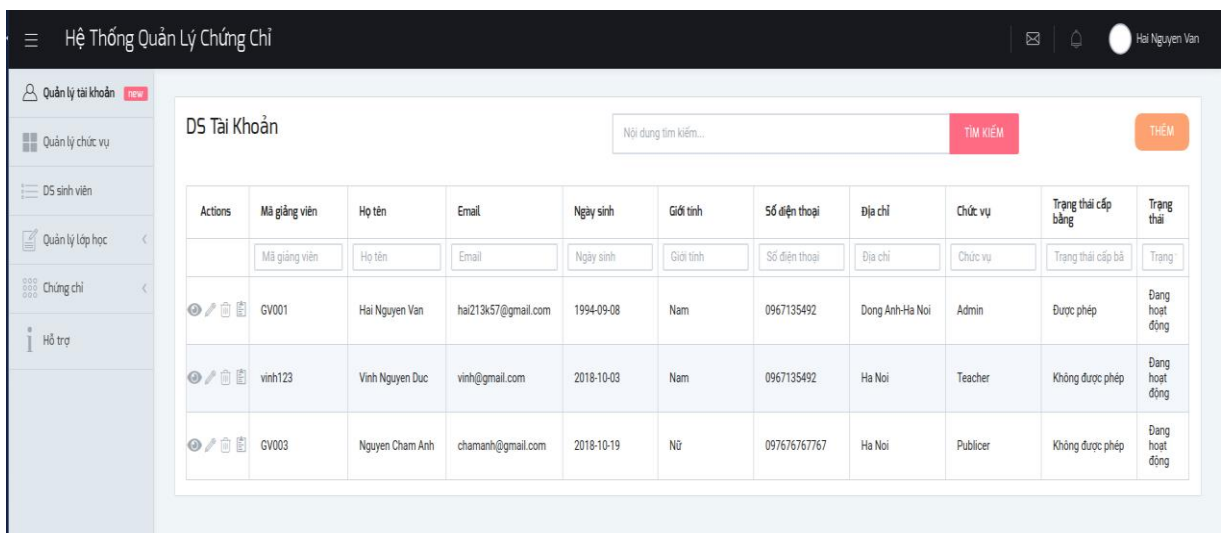 Hệ Thống Quản Lý Chứng Chỉ
Hai Nguyen Van
Quản lý tài khoản new
Quản lý chức vụ
DS sinh viên
Quản lý lớp học
Chứng chỉ
Hỗ trợ
DS Tài Khoản
Nội dung tìm kiếm...
TÌM KIẾM
THÊM
Actions Mã giảng viên Họ tên Email Ngày sinh Giới tính Số điện thoại Địa chỉ Chức vụ Trạng thái cấp bằng Trạng thái
Mã giảng viên Họ tên Email Ngày sinh Giới tính Số điện thoại Địa chỉ Chức vụ Trạng thái cấp bằ Trạng
GV001 Hai Nguyen Van hai213k57@gmail.com 1994-09-08 Nam 0967135492 Dong Anh-Ha Noi Admin Được phép Đang hoạt động
vinh123 Vinh Nguyen Duc vinh@gmail.com 2018-10-03 Nam 0967135492 Ha Noi Teacher Không được phép Đang hoạt động
GV003 Nguyen Cham Anh chamanh@gmail.com 2018-10-19 Nữ 097676767767 Ha Noi Publicer Không được phép Đang hoạt động